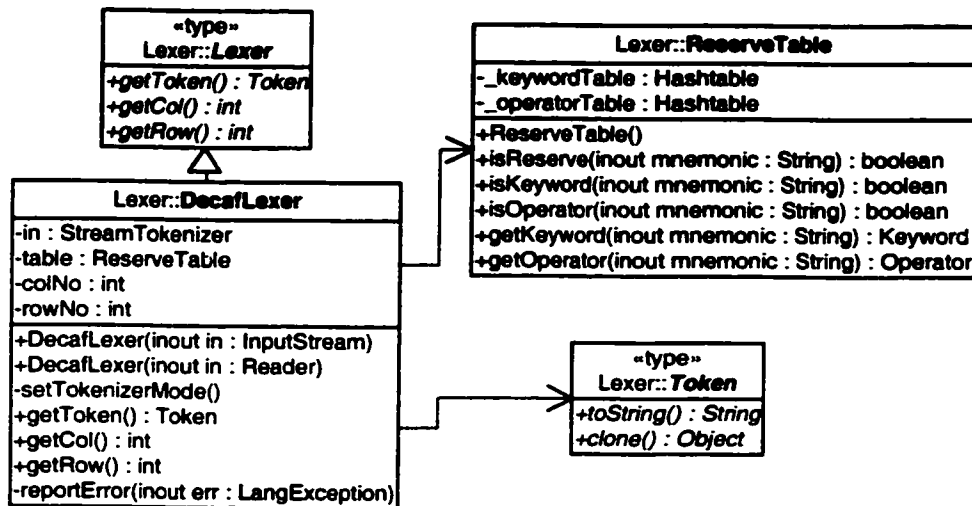 «type»
Lexer::Lexer
+getToken() : Token
+getCol() : int
+getRow() : int
Lexer::DecafLexer
-in : StreamTokenizer
-table : ReserveTable
-colNo : int
-rowNo : int
+DecafLexer(inout in : InputStream)
+DecafLexer(inout in : Reader)
-setTokenizerMode()
+getToken() : Token
+getCol() : int
+getRow() : int
-reportError(inout err : LangException)
Lexer::ReserveTable
-_keywordTable : Hashtable
-_operatorTable : Hashtable
+ReserveTable()
+isReserve(inout mnemonic : String) : boolean
+isKeyword(inout mnemonic : String) : boolean
+isOperator(inout mnemonic : String) : boolean
+getKeyword(inout mnemonic : String) : Keyword
+getOperator(inout mnemonic : String) : Operator
«type»
Lexer::Token
+toString() : String
+clone() : Object